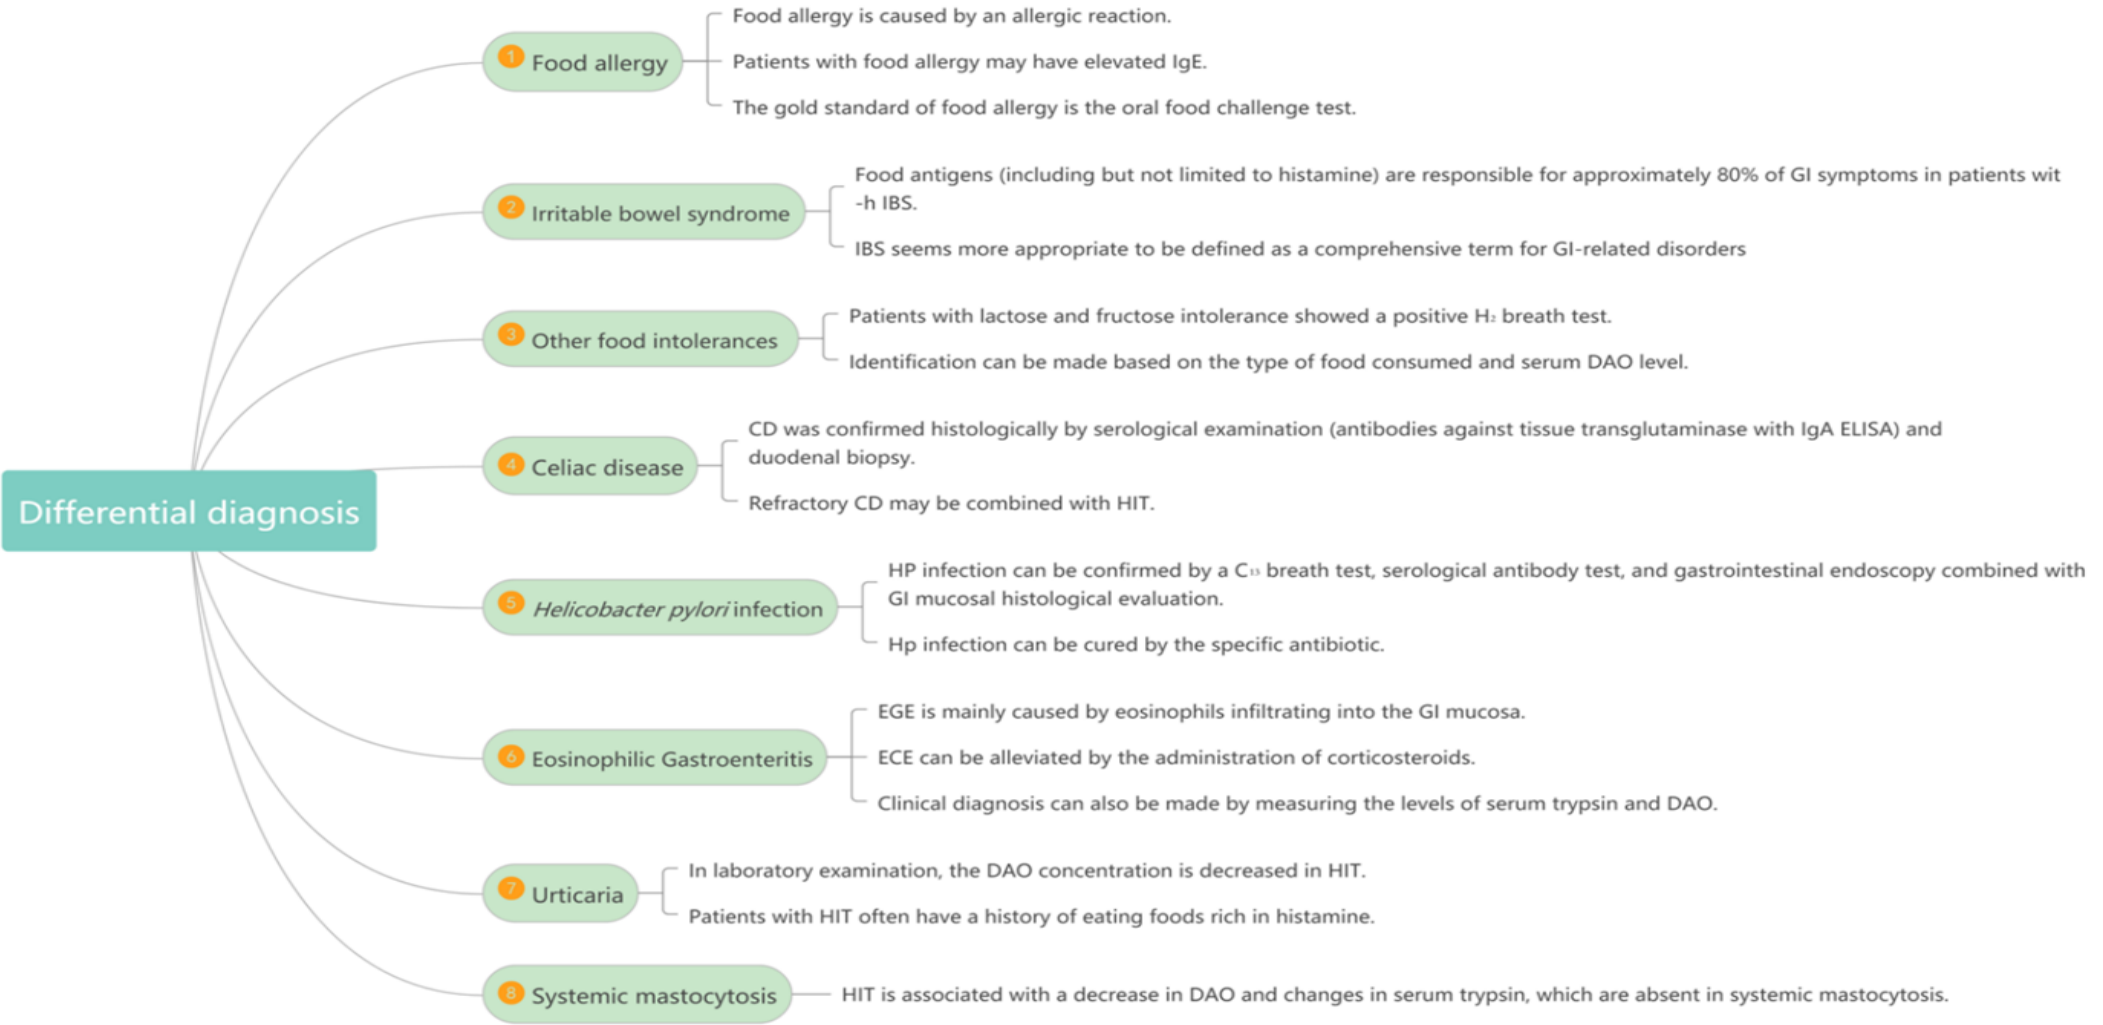 Differential diagnosis
1 Food allergy
Food allergy is caused by an allergic reaction.
Patients with food allergy may have elevated IgE.
The gold standard of food allergy is the oral food challenge test.
2 Irritable bowel syndrome
Food antigens (including but not limited to histamine) are responsible for approximately 80% of GI symptoms in patients wit
-h IBS.
IBS seems more appropriate to be defined as a comprehensive term for GI-related disorders
3 Other food intolerances
Patients with lactose and fructose intolerance showed a positive H₂ breath test.
Identification can be made based on the type of food consumed and serum DAO level.
4 Celiac disease
CD was confirmed histologically by serological examination (antibodies against tissue transglutaminase with IgA ELISA) and
duodenal biopsy.
Refractory CD may be combined with HIT.
5 Helicobacter pylori infection
HP infection can be confirmed by a C₁₃ breath test, serological antibody test, and gastrointestinal endoscopy combined with
GI mucosal histological evaluation.
Hp infection can be cured by the specific antibiotic.
6 Eosinophilic Gastroenteritis
EGE is mainly caused by eosinophils infiltrating into the GI mucosa.
ECE can be alleviated by the administration of corticosteroids.
Clinical diagnosis can also be made by measuring the levels of serum trypsin and DAO.
7 Urticaria
In laboratory examination, the DAO concentration is decreased in HIT.
Patients with HIT often have a history of eating foods rich in histamine.
8 Systemic mastocytosis
HIT is associated with a decrease in DAO and changes in serum trypsin, which are absent in systemic mastocytosis.